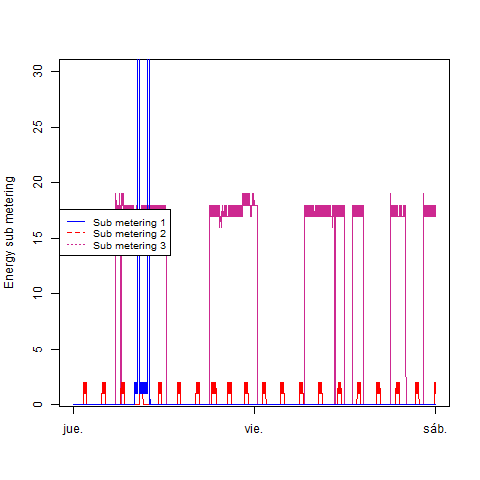 30
25
20
15
10
5
0
Energy sub metering
Sub metering 1
Sub metering 2
Sub metering 3
jue. vie. sáb.